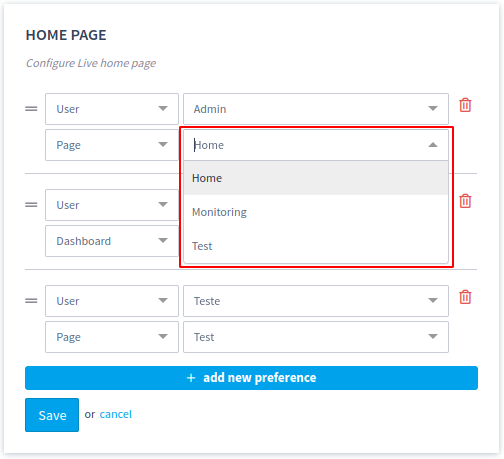 HOME PAGE
Configure Live home page
User Admin
Page Home
Home
User
Monitoring
Dashboard
Test
User Teste
Page Test
+ add new preference
Save or cancel